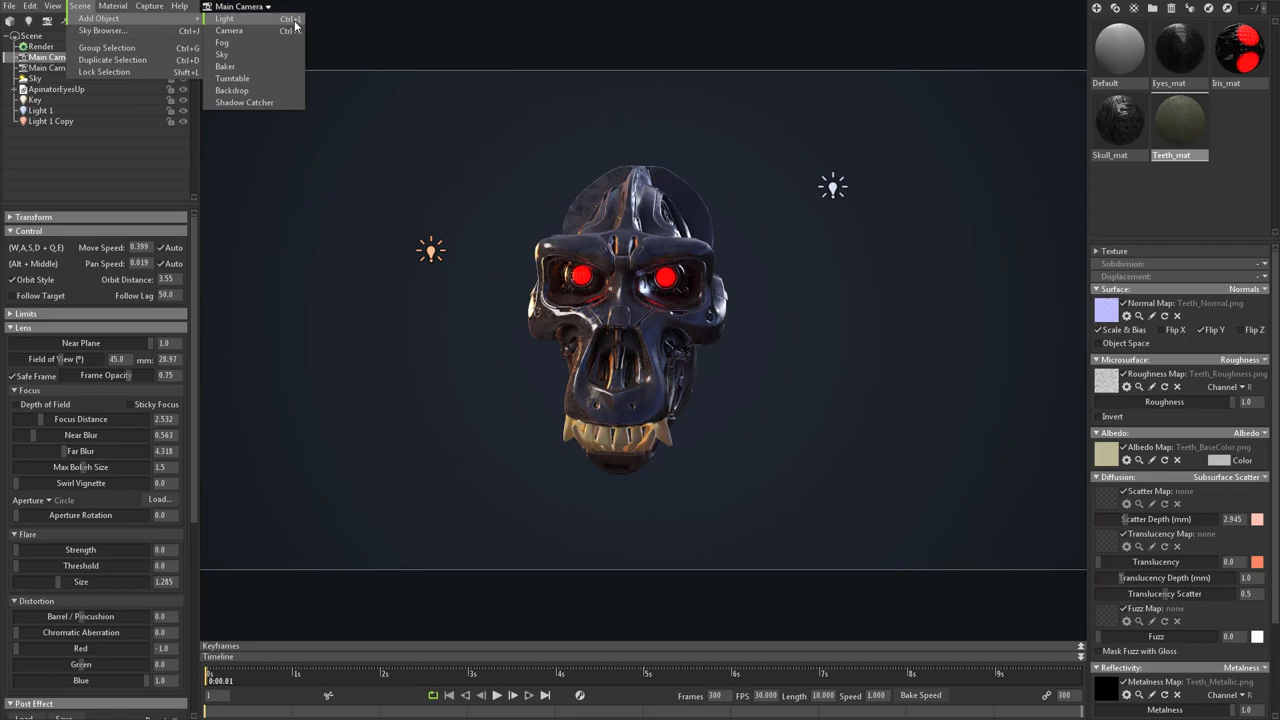 File Edit View Scene Material Capture Help Main Camera
Add Object
Sky Browser... Ctrl+J
Group Selection Ctrl+G
Duplicate Selection Ctrl+D
Lock Selection Shift+L
Light Ctrl+L
Camera
Fog
Sky
Baker
Turntable
Backdrop
Shadow Catcher
Scene
Render
Main Cam
Main Cam
Sky
ApinatorEyesUp
Key
Light 1
Light 1 Copy
Transform
Control
(W,A,S,D + Q,E) Move Speed: 0.399 Auto
(Alt + Middle) Pan Speed: 0.019 Auto
Orbit Style Orbit Distance: 3.55
Follow Target Follow Lag 50.0
Limits
Lens
Near Plane 1.0
Field of View (°) 45.0 mm: 28.97
Safe Frame Frame Opacity 0.75
Focus
Depth of Field Sticky Focus
Focus Distance 2.532
Near Blur 0.563
Far Blur 4.318
Max Bokeh Size 1.5
Swirl Vignette 0.0
Aperture Circle Load...
Aperture Rotation 0.0
Flare
Strength 0.0
Threshold 0.0
Size 1.285
Distortion
Barrel / Pincushion 0.0
Chromatic Aberration 0.0
Red -1.0
Green 0.0
Blue 1.0
Post Effect
Load... Save...
Keyframes
Timeline
0s 1s 2s 3s 4s 5s 6s 7s 8s 9s
0:00.01
1 Frames 300 FPS 30.000 Length 10.000 Speed 1.000 Bake Speed 300
- / -
Default Eyes_mat Iris_mat
Skull_mat Teeth_mat
Texture
Subdivision: -
Displacement: -
Surface: Normals
Normal Map: Teeth_Normal.png
Scale & Bias Flip X Flip Y Flip Z
Object Space
Microsurface: Roughness
Roughness Map: Teeth_Roughness.png
Channel R
Roughness 1.0
Invert
Albedo: Albedo
Albedo Map: Teeth_BaseColor.png
Color
Diffusion: Subsurface Scatter
Scatter Map: none
Scatter Depth (mm) 2.945
Translucency Map: none
Translucency 0.0
Translucency Depth (mm) 1.0
Translucency Scatter 0.5
Fuzz Map: none
Fuzz 0.0
Mask Fuzz with Gloss
Reflectivity: Metalness
Metalness Map: Teeth_Metallic.png
Channel R
Metalness 1.0